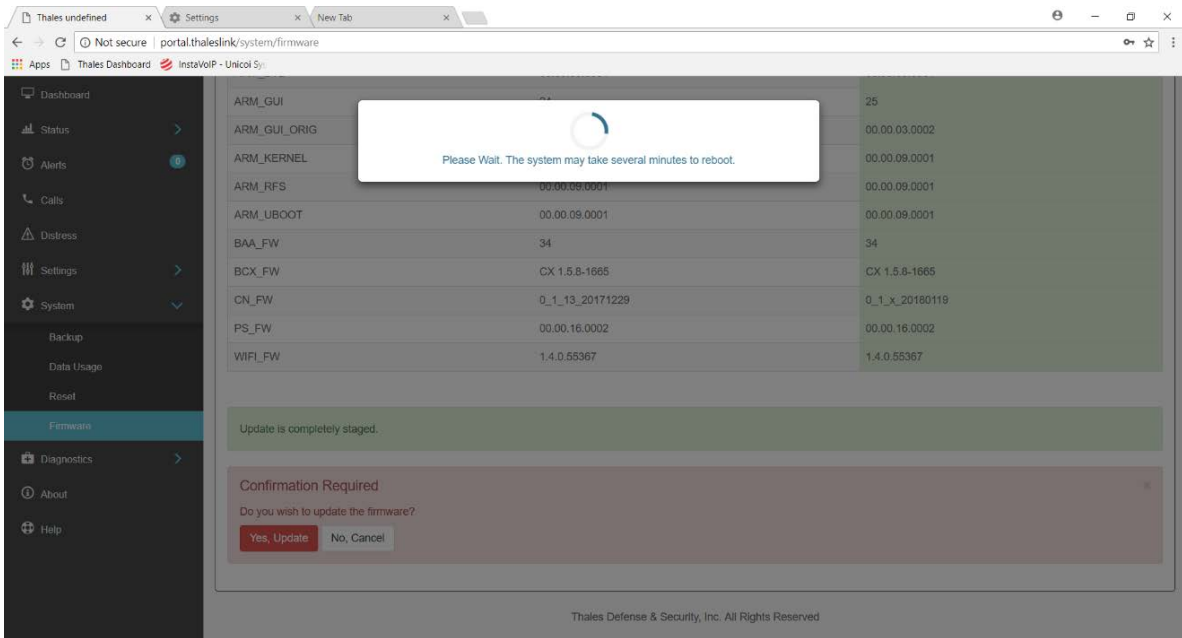 Thales undefined Settings New Tab
Not secure portal.thaleslink/system/firmware
Apps Thales Dashboard InstaVoIP - Unicoi Sy
Dashboard
Status
Alerts 0
Calls
Distress
Settings
System
Backup
Data Usage
Reset
Firmware
Diagnostics
About
Help
Please Wait. The system may take several minutes to reboot.
ARM_GUI 25
ARM_GUI_ORIG 00.00.03.0002
ARM_KERNEL 00.00.09.0001
ARM_RFS 00.00.09.0001 00.00.09.0001
ARM_UBOOT 00.00.09.0001 00.00.09.0001
BAA_FW 34 34
BCX_FW CX 1.5.8-1665 CX 1.5.8-1665
CN_FW 0_1_13_20171229 0_1_x_20180119
PS_FW 00.00.16.0002 00.00.16.0002
WIFI_FW 1.4.0.55367 1.4.0.55367
Update is completely staged.
Confirmation Required
Do you wish to update the firmware?
Yes, Update No, Cancel
Thales Defense & Security, Inc. All Rights Reserved